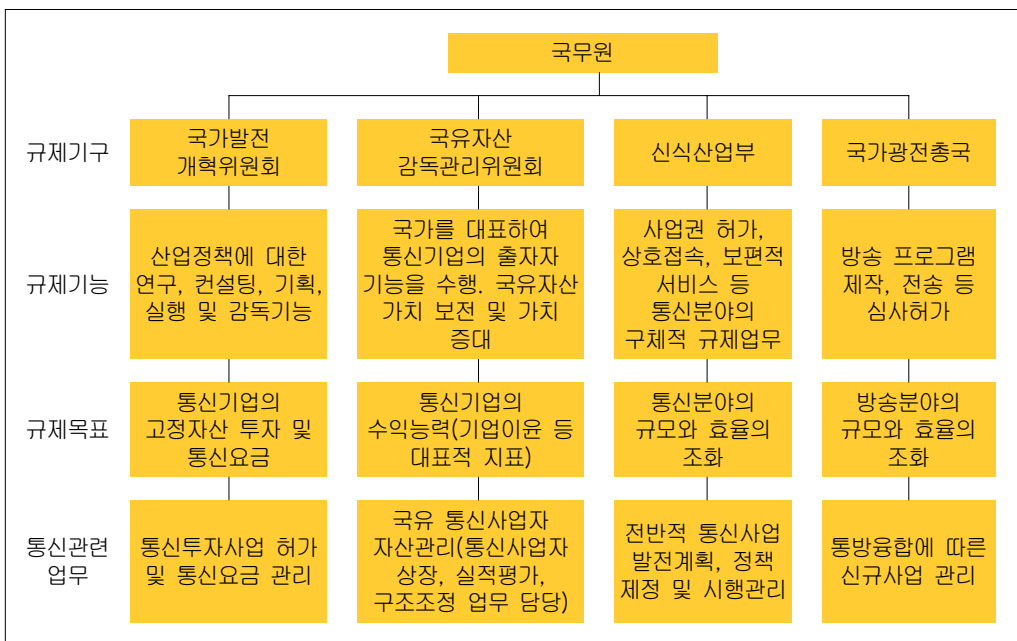 국무원
규제기구
국가발전
개혁위원회
국유자산
감독관리위원회
신식산업부
국가광전총국
규제기능
산업정책에 대한
연구, 컨설팅, 기획,
실행 및 감독기능
국가를 대표하여
통신기업의 출자자
기능을 수행. 국유자산
가치 보전 및 가치
증대
사업권 허가,
상호접속, 보편적
서비스 등
통신분야의
구체적 규제업무
방송 프로그램
제작, 전송 등
심사허가
규제목표
통신기업의
고정자산 투자 및
통신요금
통신기업의
수익능력(기업이윤 등
대표적 지표)
통신분야의
규모와 효율의
조화
방송분야의
규모와 효율의
조화
통신관련
업무
통신투자사업 허가
및 통신요금 관리
국유 통신사업자
자산관리(통신사업자
상장, 실적평가,
구조조정 업무 담당)
전반적 통신사업
발전계획, 정책
제정 및 시행관리
통방융합에 따른
신규사업 관리